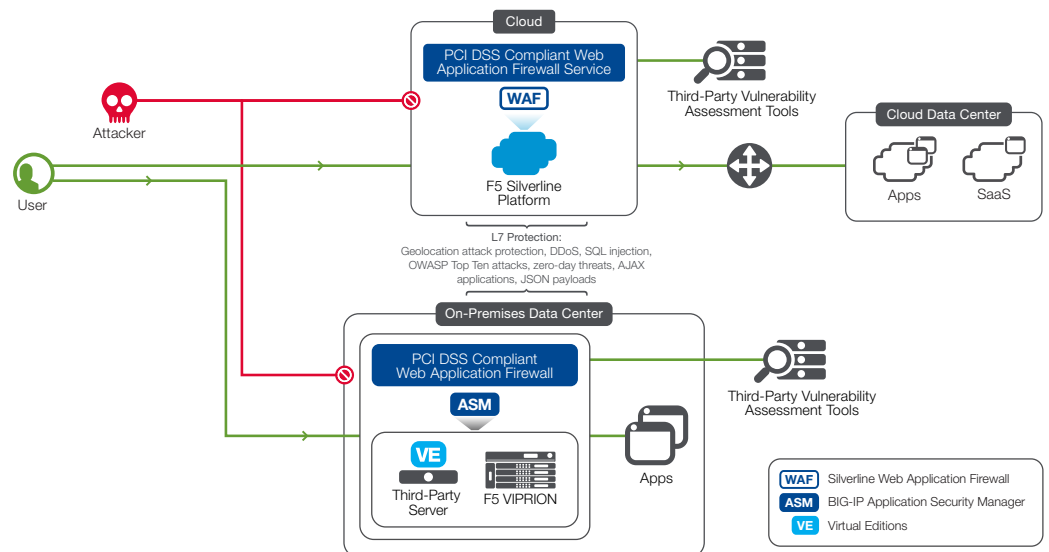 Cloud
PCI DSS Compliant Web
Application Firewall Service
WAF
F5 Silverline
Platform
Attacker
User
Third-Party Vulnerability
Assessment Tools
Cloud Data Center
Apps
SaaS
L7 Protection:
Geolocation attack protection, DDoS, SQL injection,
OWASP Top Ten attacks, zero-day threats, AJAX
applications, JSON payloads
On-Premises Data Center
PCI DSS Compliant
Web Application Firewall
ASM
VE
Third-Party
Server
F5 VIPRION
Apps
Third-Party Vulnerability
Assessment Tools
WAF Silverline Web Application Firewall
ASM BIG-IP Application Security Manager
VE Virtual Editions